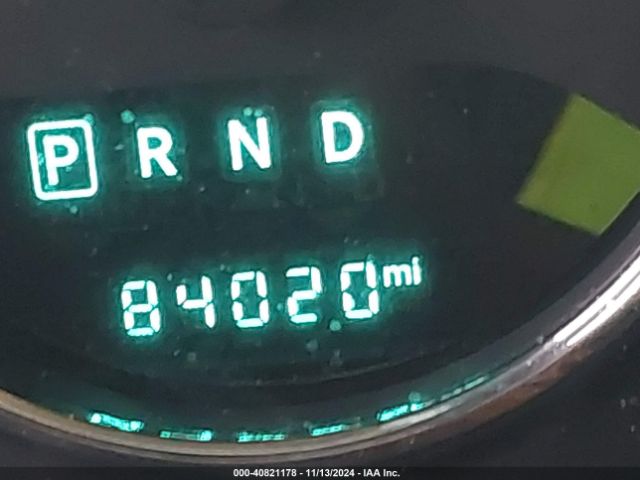 P R N D
84020 mi
000-40821178 - 11/13/2024 - IAA Inc.